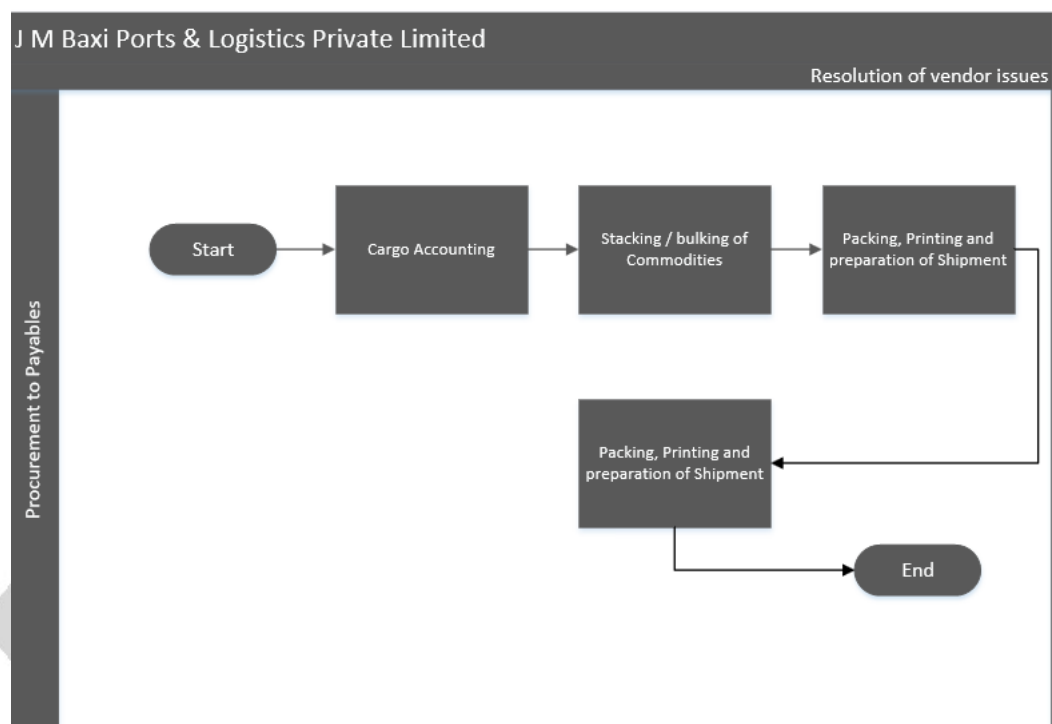 J M Baxi Ports & Logistics Private Limited
Resolution of vendor issues
Procurement to Payables
Start
Cargo Accounting
Stacking / bulking of
Commodities
Packing, Printing and
preparation of Shipment
Packing, Printing and
preparation of Shipment
End